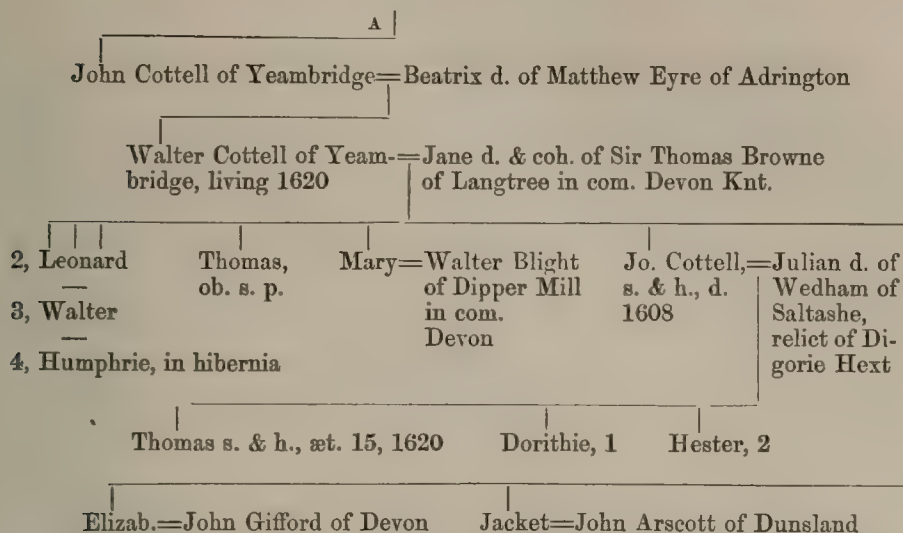 A
John Cottell of Yeambridge=Beatrix d. of Matthew Eyre of Adrington
Walter Cottell of Yeam-=Jane d. & coh. of Sir Thomas Browne
bridge, living 1620 of Langtree in com. Devon Knt.
2, Leonard Thomas, Mary=Walter Blight Jo. Cottell,=Julian d. of
ob. s. p. of Dipper Mill s. & h., d. Wedham of
3, Walter in com. 1608 Saltashe,
Devon relict of Di-
4, Humphrie, in hibernia gorie Hext
Thomas s. & h., æt. 15, 1620 Dorithie, 1 Hester, 2
Elizab.=John Gifford of Devon Jacket=John Arscott of Dunsland